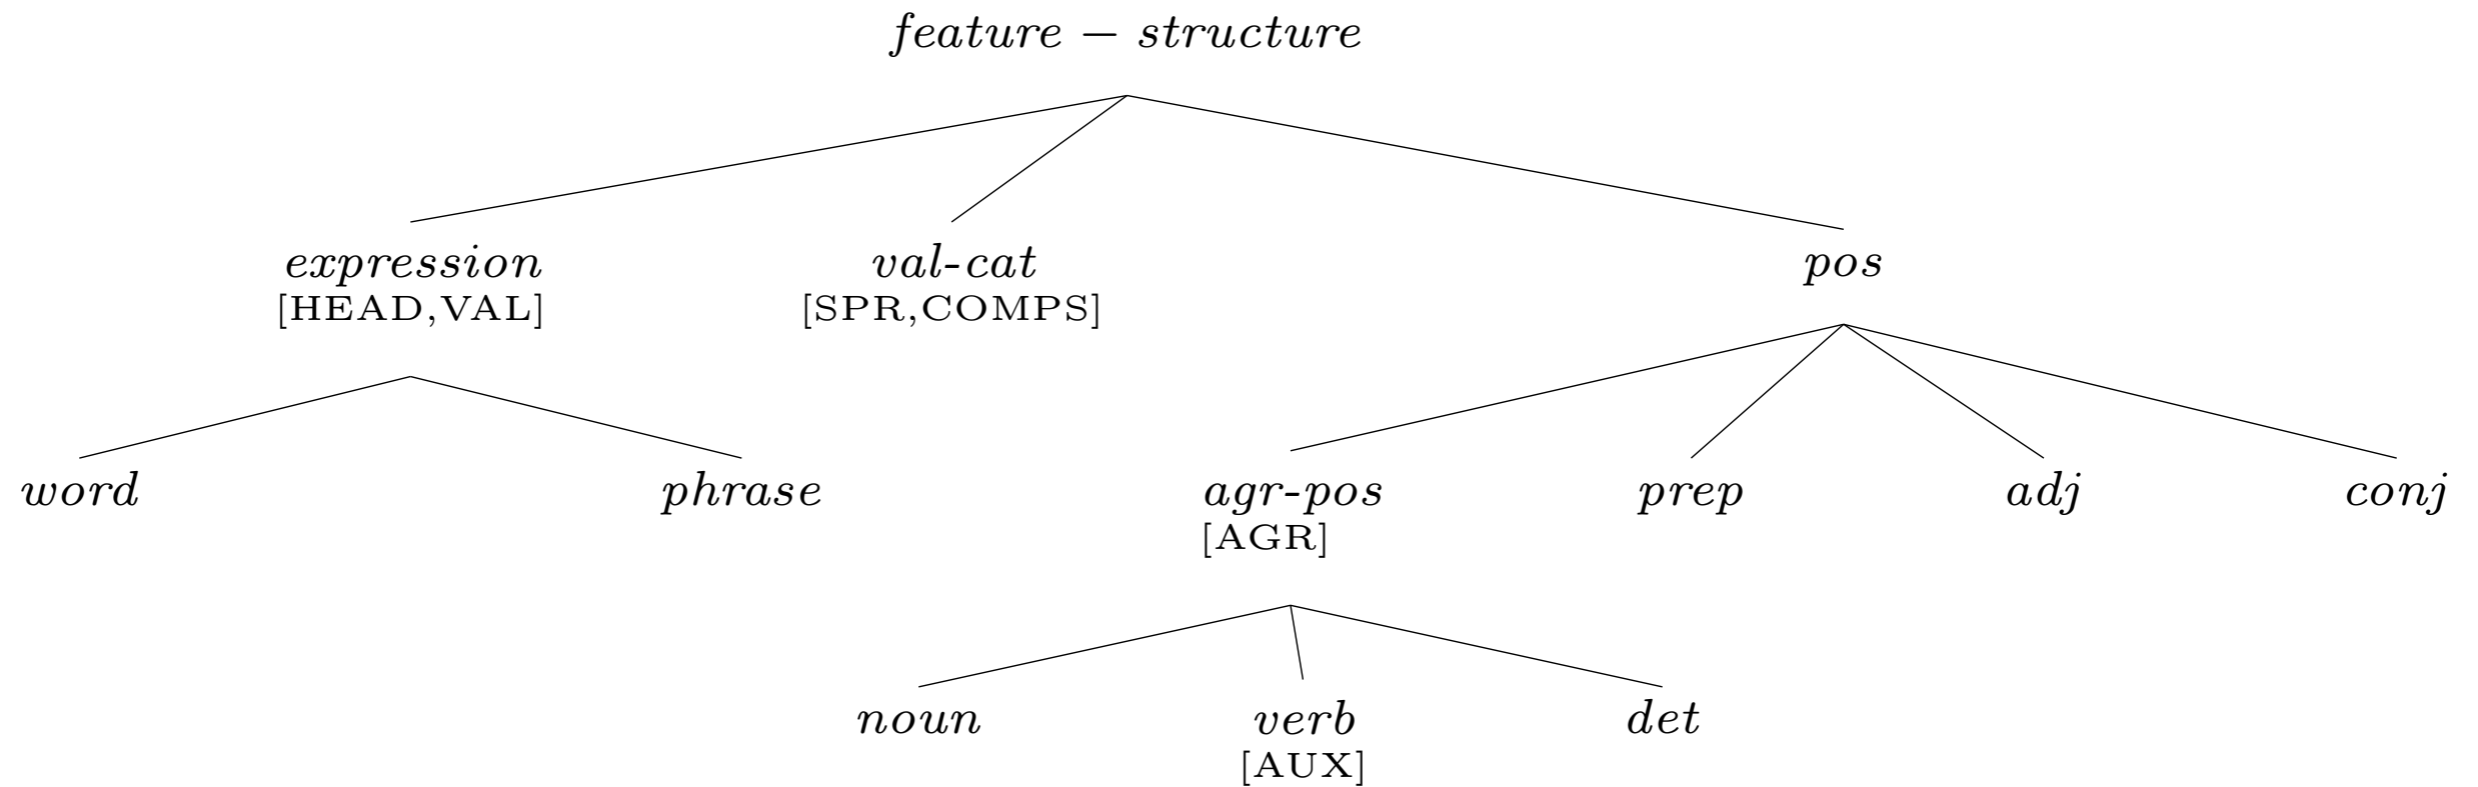 feature − structure
expression val-cat pos
[HEAD,VAL] [SPR,COMPS]
word phrase agr-pos prep adj conj
[AGR]
noun verb det
[AUX]